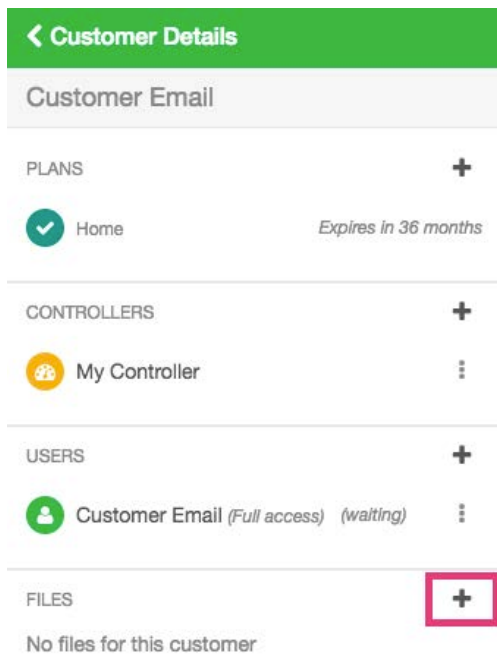 Customer Details
Customer Email
PLANS
Home Expires in 36 months
CONTROLLERS
My Controller
USERS
Customer Email (Full access) (waiting)
FILES
No files for this customer